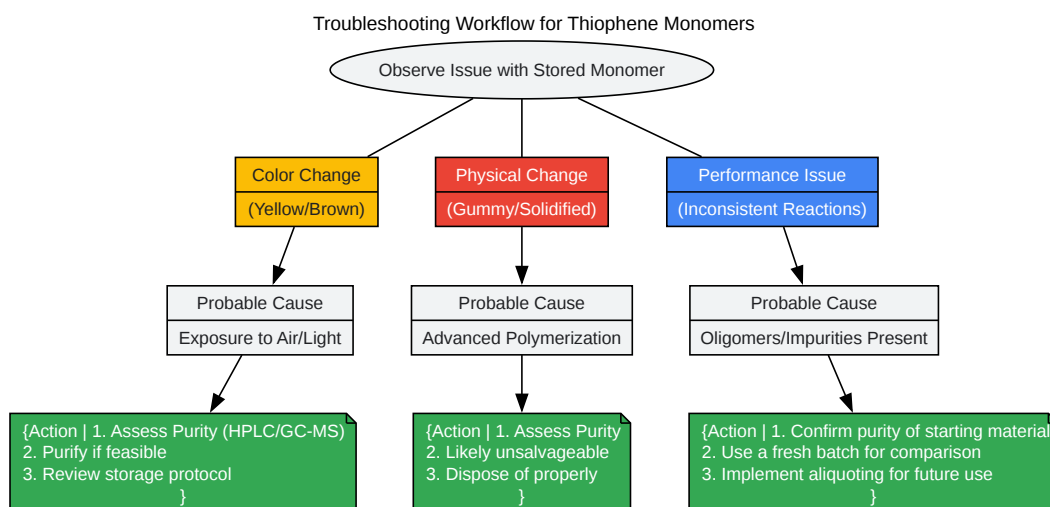 Troubleshooting Workflow for Thiophene Monomers
Observe Issue with Stored Monomer
Color Change
(Yellow/Brown)
Physical Change
(Gummy/Solidified)
Performance Issue
(Inconsistent Reactions)
Probable Cause
Exposure to Air/Light
Probable Cause
Advanced Polymerization
Probable Cause
Oligomers/Impurities Present
{Action | 1. Assess Purity (HPLC/GC-MS)
2. Purify if feasible
3. Review storage protocol
}
{Action | 1. Assess Purity
2. Likely unsalvageable
3. Dispose of properly
}
{Action | 1. Confirm purity of starting material
2. Use a fresh batch for comparison
3. Implement aliquoting for future use
}